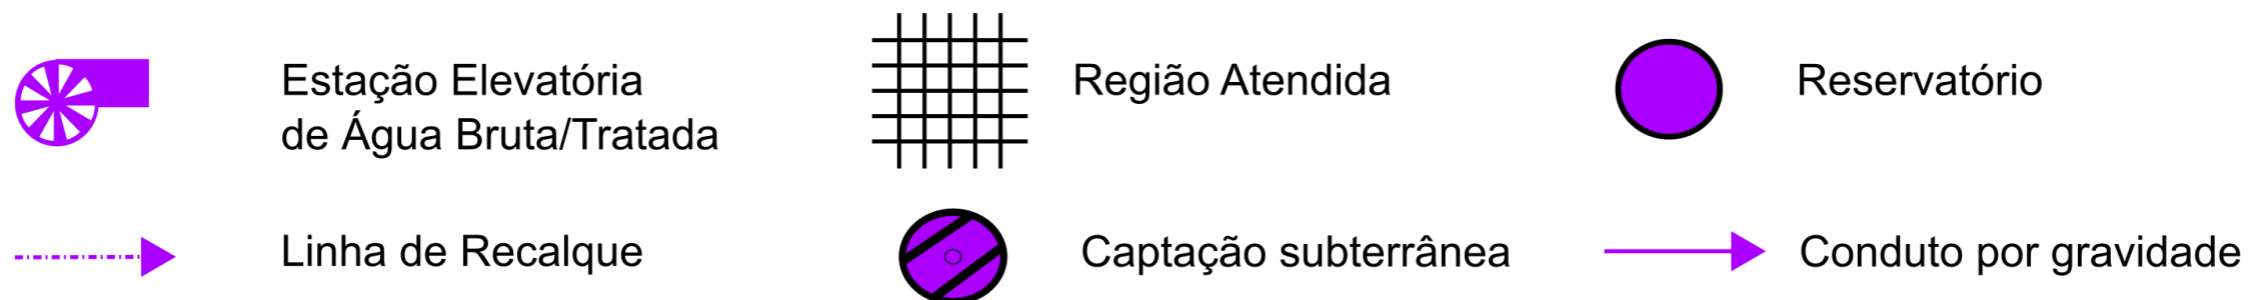 Estação Elevatória
de Água Bruta/Tratada
Região Atendida
Reservatório
Linha de Recalque
Captação subterrânea
Conduto por gravidade